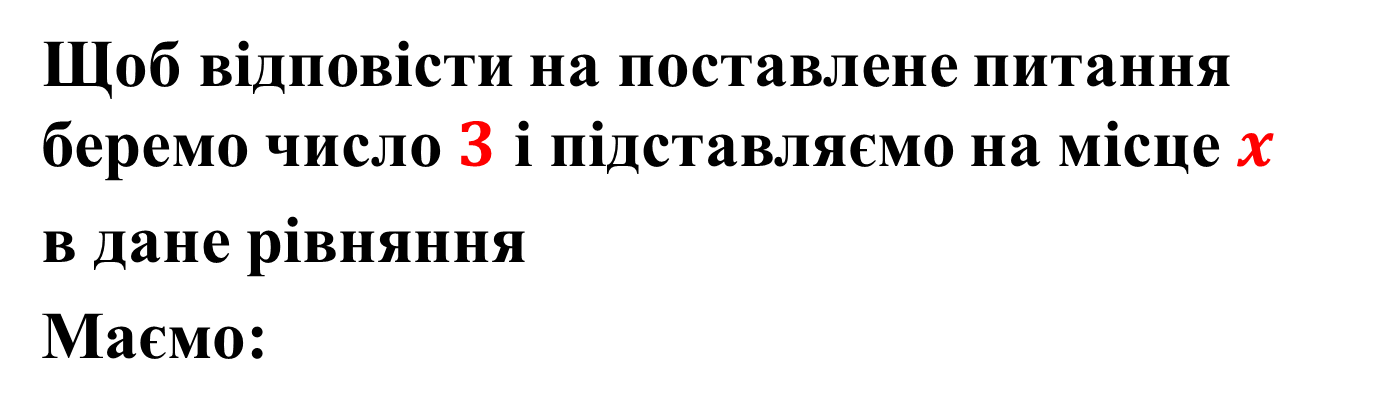 Щоб відповісти на поставлене питання
беремо число 3 і підставляємо на місце x
в дане рівняння
Маємо: